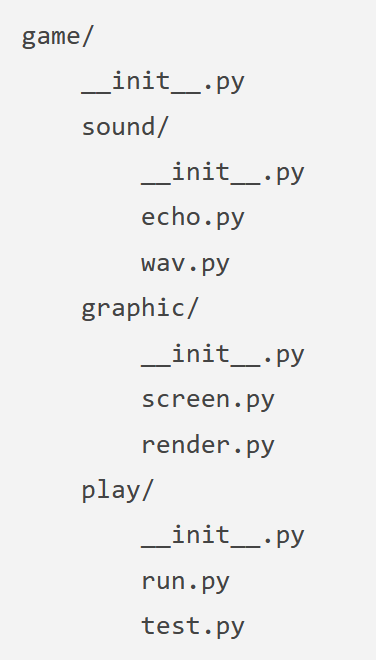 game/
    __init__.py
    sound/
        __init__.py
        echo.py
        wav.py
    graphic/
        __init__.py
        screen.py
        render.py
    play/
        __init__.py
        run.py
        test.py